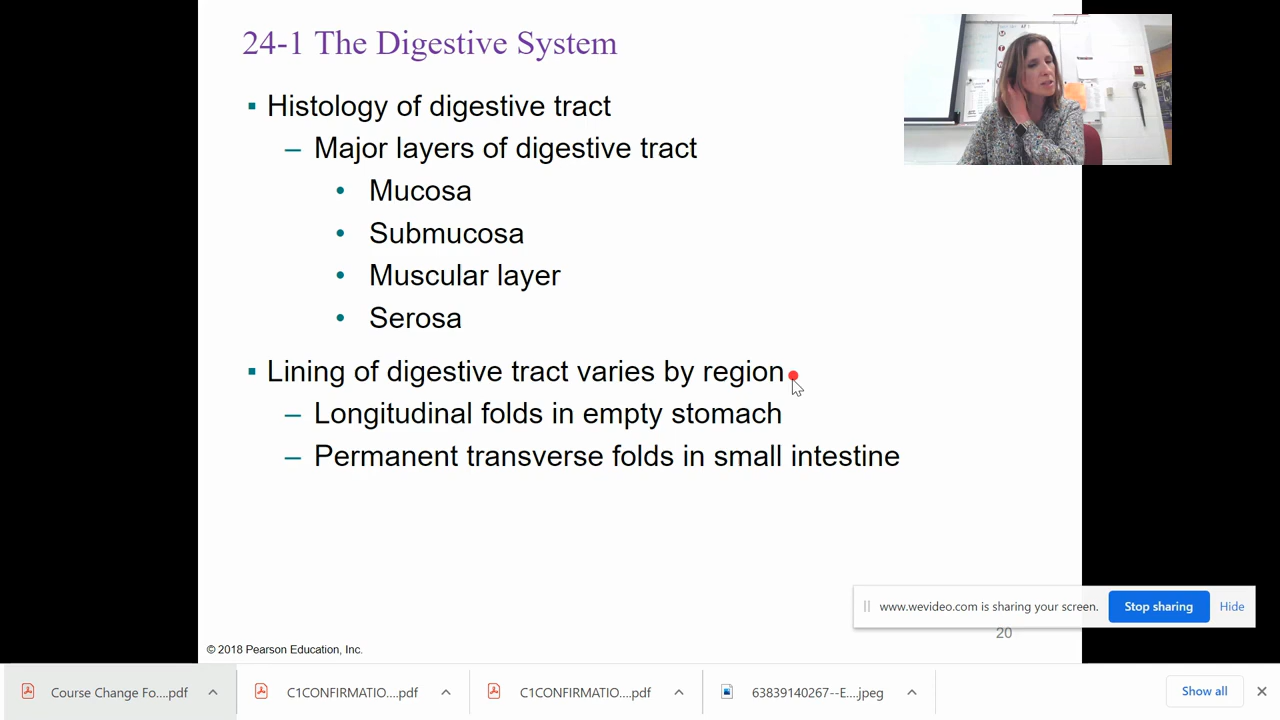 24-1 The Digestive System
▪ Histology of digestive tract
– Major layers of digestive tract
• Mucosa
• Submucosa
• Muscular layer
• Serosa
▪ Lining of digestive tract varies by region
– Longitudinal folds in empty stomach
– Permanent transverse folds in small intestine
www.wevideo.com is sharing your screen. Stop sharing Hide
20
© 2018 Pearson Education, Inc.
Course Change Fo....pdf C1CONFIRMATIO....pdf C1CONFIRMATIO....pdf 63839140267--E....jpeg Show all